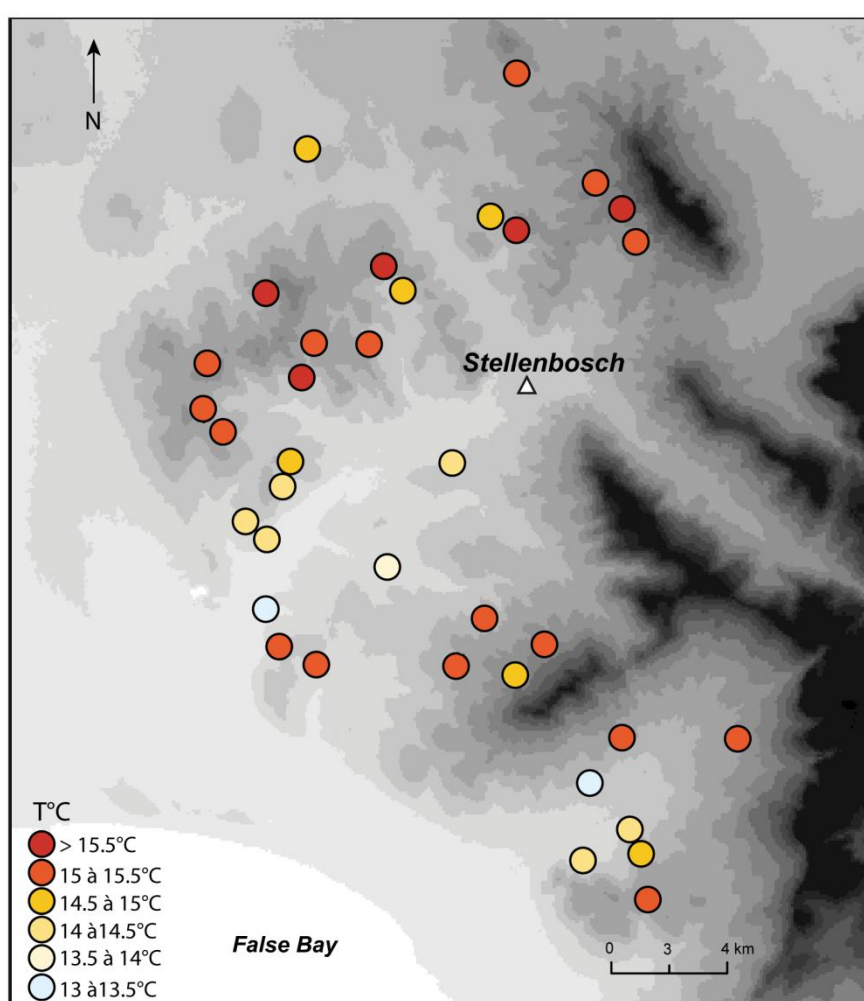 N
Stellenbosch
T°C
> 15.5°C
15 à 15.5°C
14.5 à 15°C
14 à14.5°C
13.5 à 14°C
13 à13.5°C
False Bay
0 3 4 km